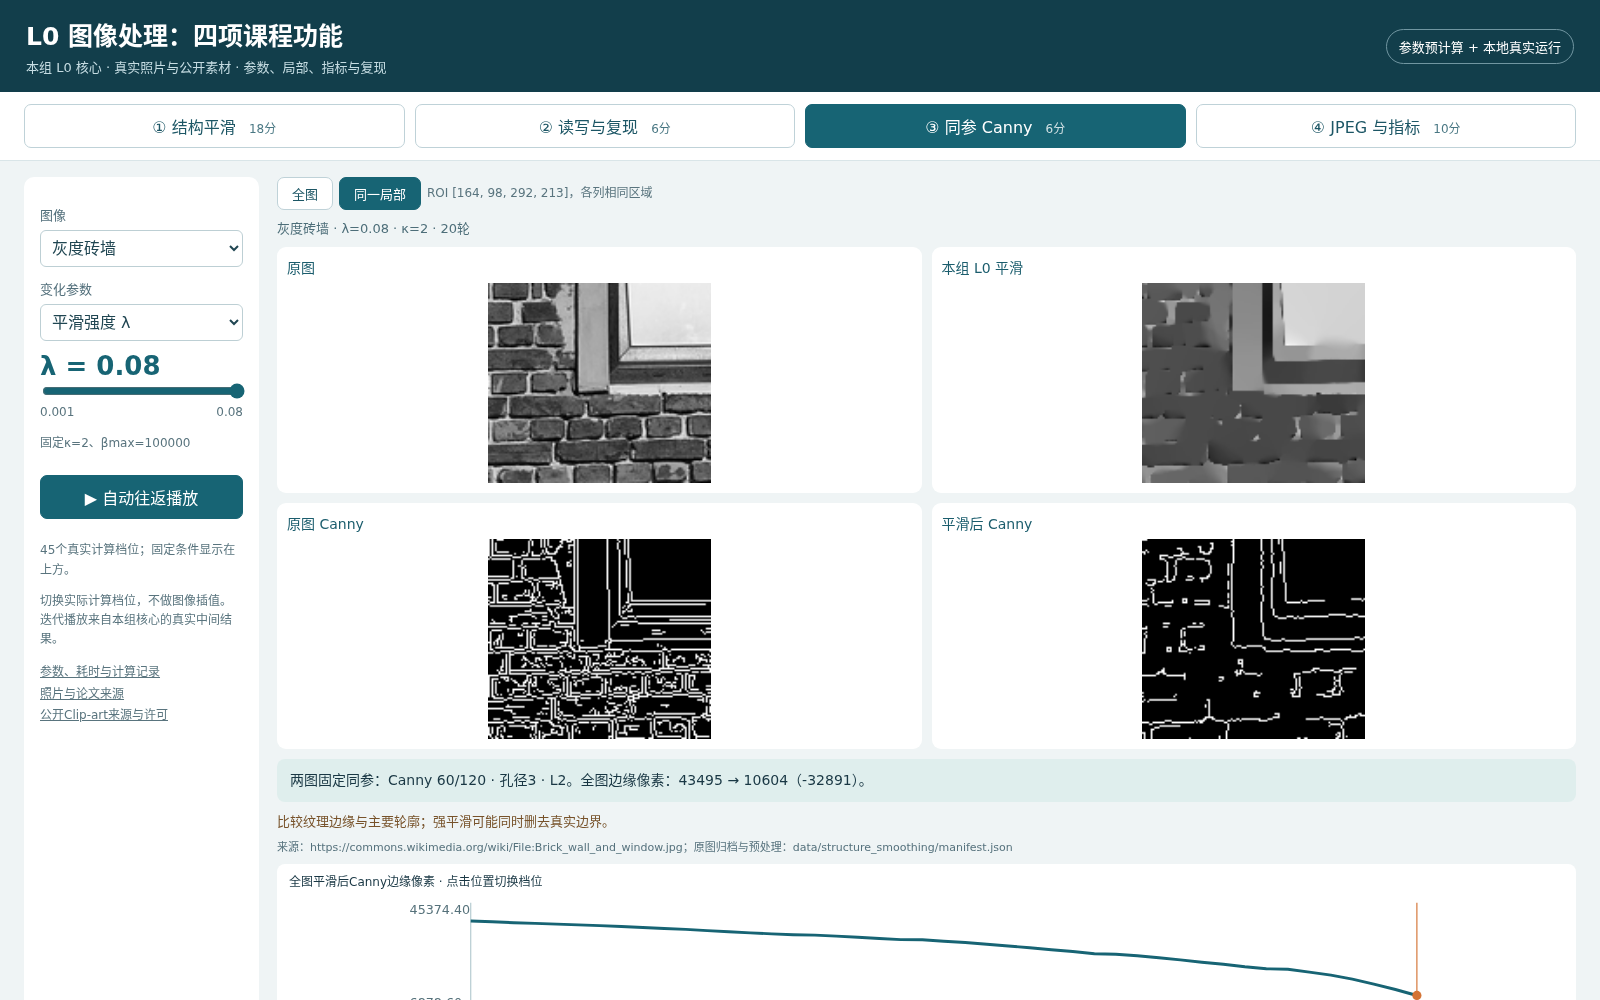 L0 图像处理：四项课程功能
本组 L0 核心 · 真实照片与公开素材 · 参数、局部、指标与复现
参数预计算 + 本地真实运行
① 结构平滑 18分
② 读写与复现 6分
③ 同参 Canny 6分
④ JPEG 与指标 10分
图像
灰度砖墙
变化参数
平滑强度 λ
λ = 0.08
0.001
0.08
固定κ=2、βmax=100000
▶ 自动往返播放
45个真实计算档位；固定条件显示在
上方。
切换实际计算档位，不做图像插值。
迭代播放来自本组核心的真实中间结
果。
参数、耗时与计算记录
照片与论文来源
公开Clip-art来源与许可
全图
同一局部
ROI [164, 98, 292, 213]，各列相同区域
灰度砖墙 · λ=0.08 · κ=2 · 20轮
原图
本组 L0 平滑
原图 Canny
平滑后 Canny
两图固定同参：Canny 60/120 · 孔径3 · L2。全图边缘像素：43495 → 10604（-32891）。
比较纹理边缘与主要轮廓；强平滑可能同时删去真实边界。
来源：https://commons.wikimedia.org/wiki/File:Brick_wall_and_window.jpg；原图归档与预处理：data/structure_smoothing/manifest.json
全图平滑后Canny边缘像素 · 点击位置切换档位
45374.40